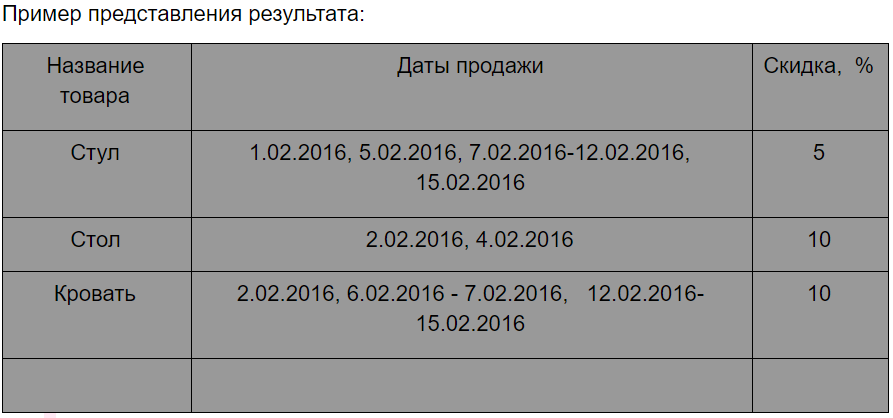 Пример представления результата:
Название Даты продажи Скидка, %
товара
Стул 1.02.2016, 5.02.2016, 7.02.2016-12.02.2016, 5
15.02.2016
Стол 2.02.2016, 4.02.2016 10
Кровать 2.02.2016, 6.02.2016 - 7.02.2016, 12.02.2016- 10
15.02.2016